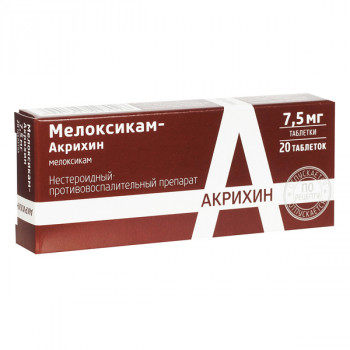 Мелоксикам-
Акрихин
мелоксикам
Нестероидный
противовоспалительный препарат
7,5 мг
ТАБЛЕТКИ
20 ТАБЛЕТОК
АКРИХИН
Мелоксикам-
Акрихин